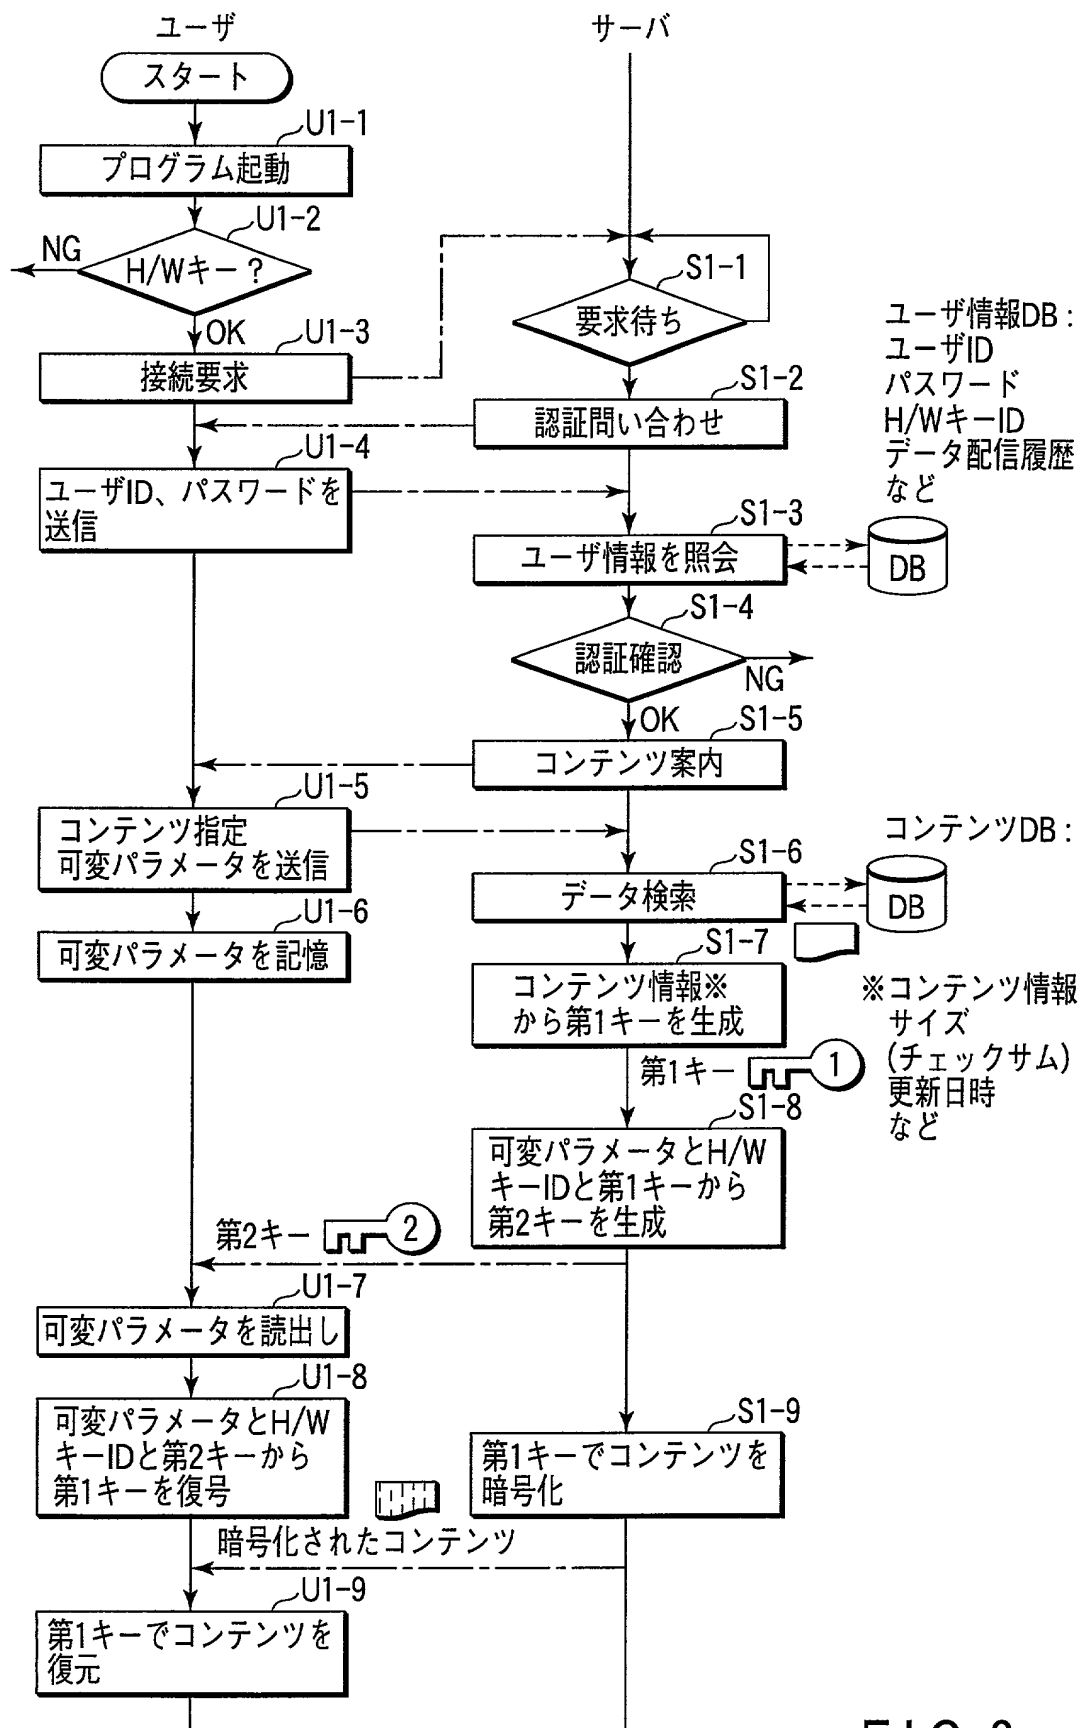 ユーザ
サーバ
スタート
U1-1
プログラム起動
U1-2
NG
H/Wキー?
OK
S1-1
要求待ち
U1-3
接続要求
S1-2
認証問い合わせ
ユーザ情報DB:
ユーザID
パスワード
H/WキーID
データ配信履歴
など
U1-4
ユーザID、パスワードを
送信
S1-3
ユーザ情報を照会
DB
S1-4
認証確認
NG
OK
S1-5
コンテンツ案内
U1-5
コンテンツ指定
可変パラメータを送信
コンテンツDB:
S1-6
データ検索
DB
U1-6
可変パラメータを記憶
S1-7
コンテンツ情報※
から第1キーを生成
※コンテンツ情報
サイズ
(チェックサム)
更新日時
など
第1キー
1
S1-8
可変パラメータとH/W
キーIDと第1キーから
第2キーを生成
第2キー
2
U1-7
可変パラメータを読出し
U1-8
可変パラメータとH/W
キーIDと第2キーから
第1キーを復号
S1-9
第1キーでコンテンツを
暗号化
暗号化されたコンテンツ
U1-9
第1キーでコンテンツを
復元